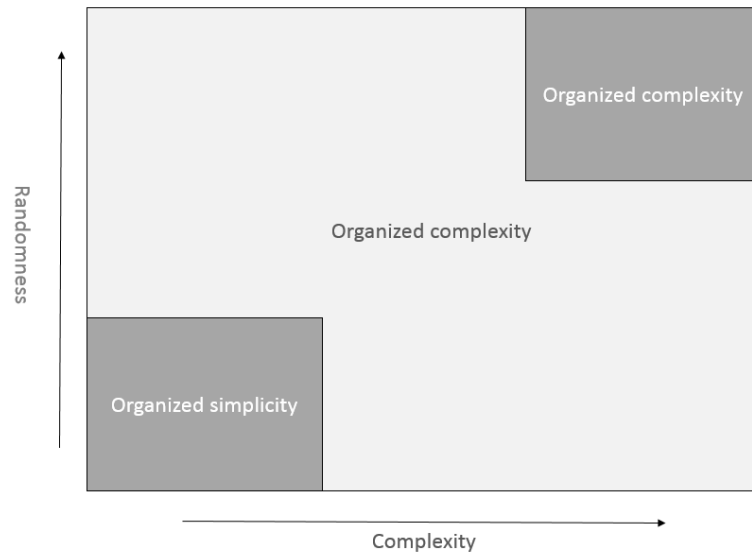 Organized complexity
Randomness
Organized complexity
Organized simplicity
Complexity